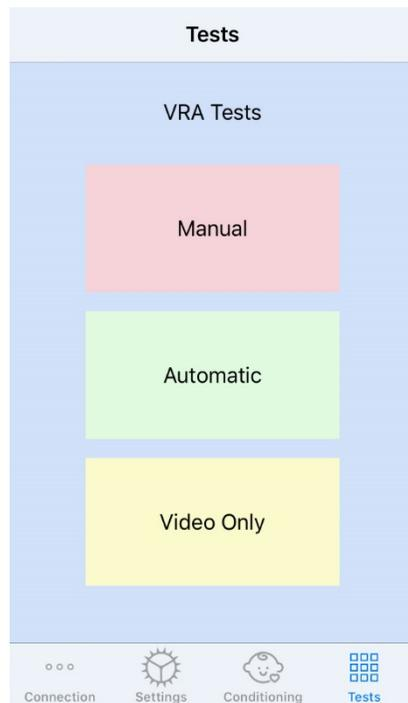 Tests
VRA Tests
Manual
Automatic
Video Only
Connection Settings Conditioning Tests